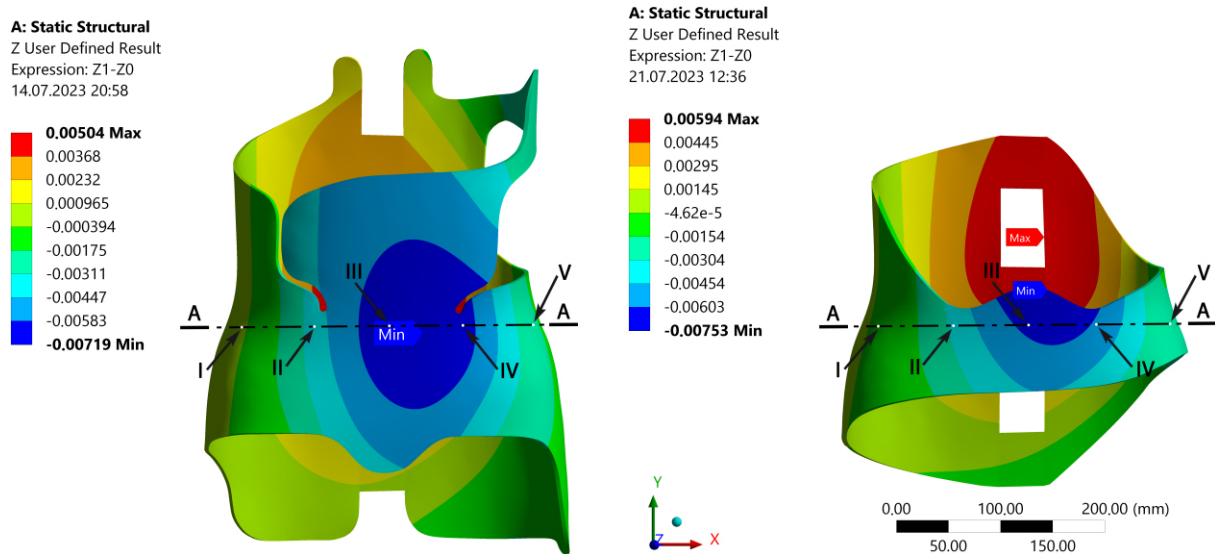 A: Static Structural
Z User Defined Result
Expression: Z1-Z0
14.07.2023 20:58
0.00504 Max
0.00368
0.00232
0.000965
-0.000394
-0.00175
-0.00311
-0.00447
-0.00583
-0.00719 Min
A
I
II
III
Min
IV
V
A
A: Static Structural
Z User Defined Result
Expression: Z1-Z0
21.07.2023 12:36
0.00594 Max
0.00445
0.00295
0.00145
-4.62e-5
-0.00154
-0.00304
-0.00454
-0.00603
-0.00753 Min
Max
Min
A
I
II
III
IV
V
A
Y
Z
X
0.00 100.00 200.00 (mm)
50.00 150.00